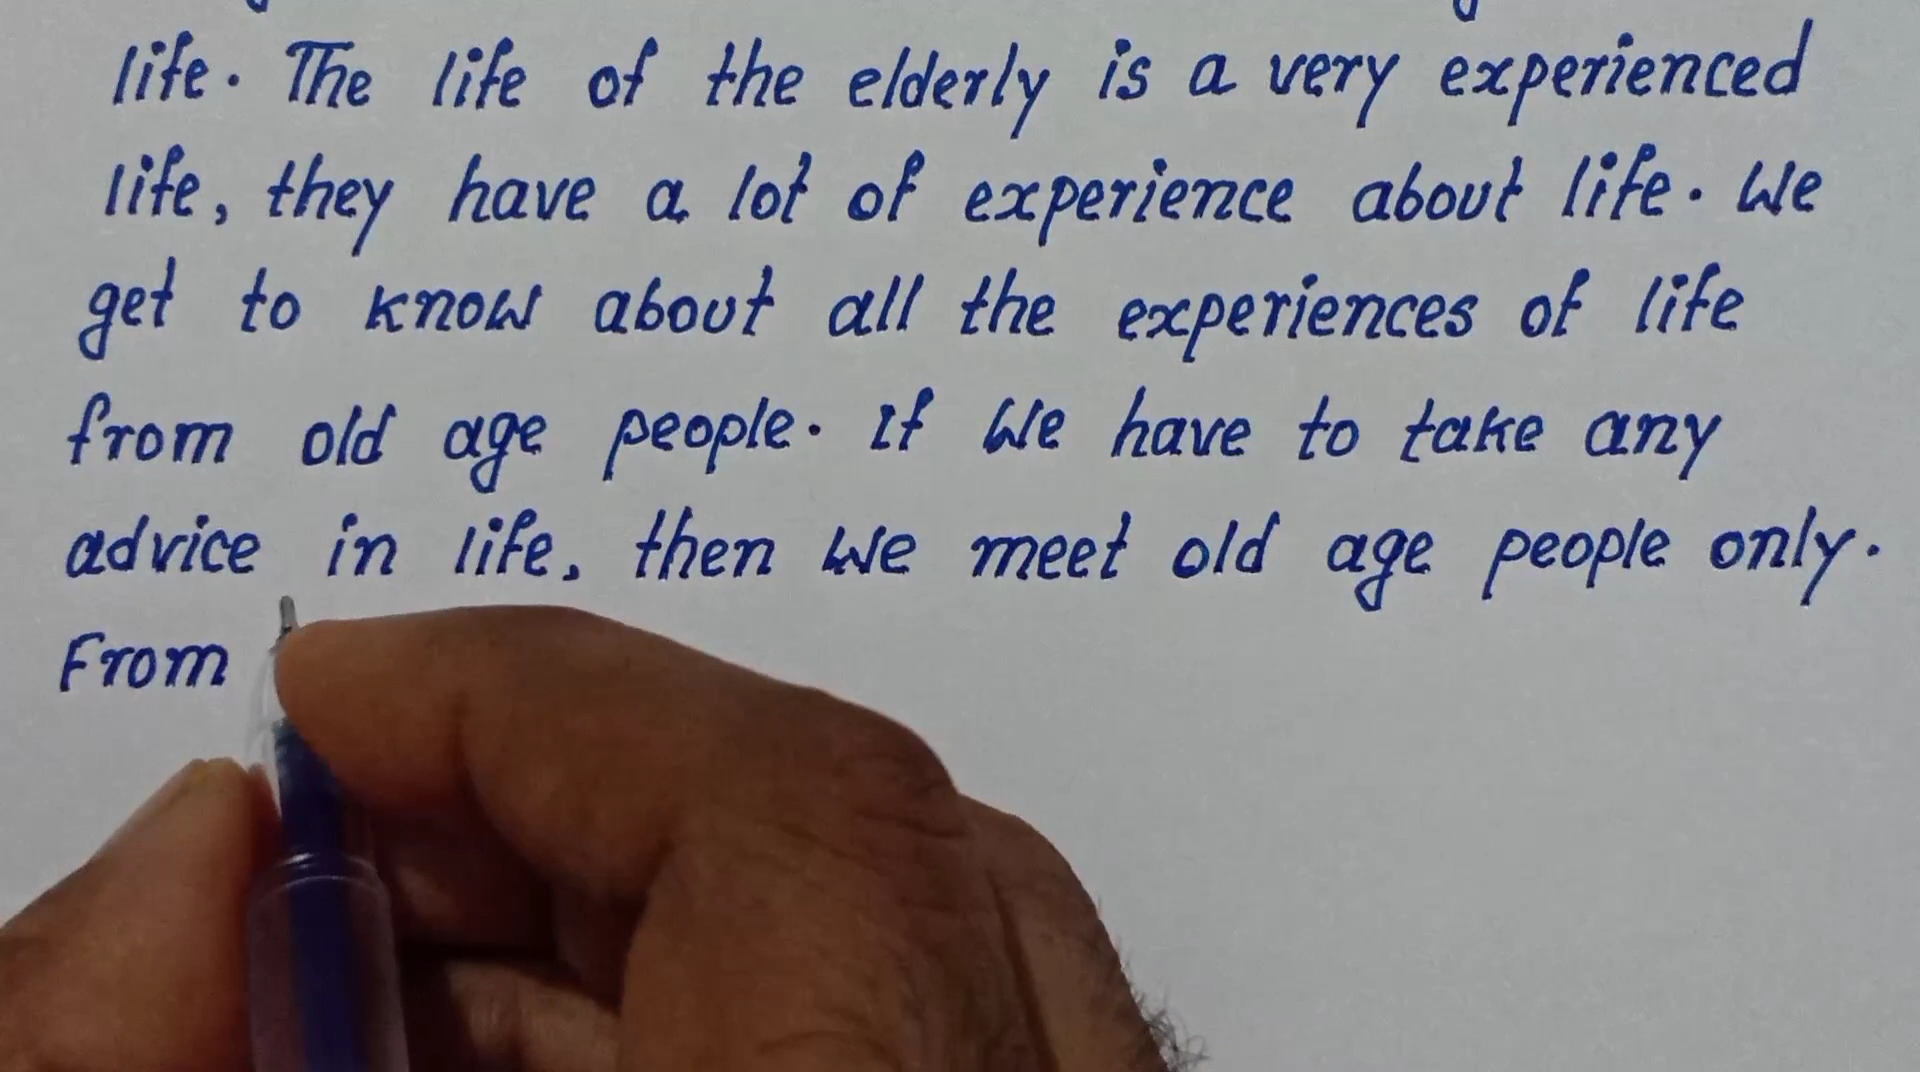 life. The life of the elderly is a very experienced
life, they have a lot of experience about life. We
get to know about all the experiences of life
from old age people. If we have to take any
advice in life, then we meet old age people only.
From